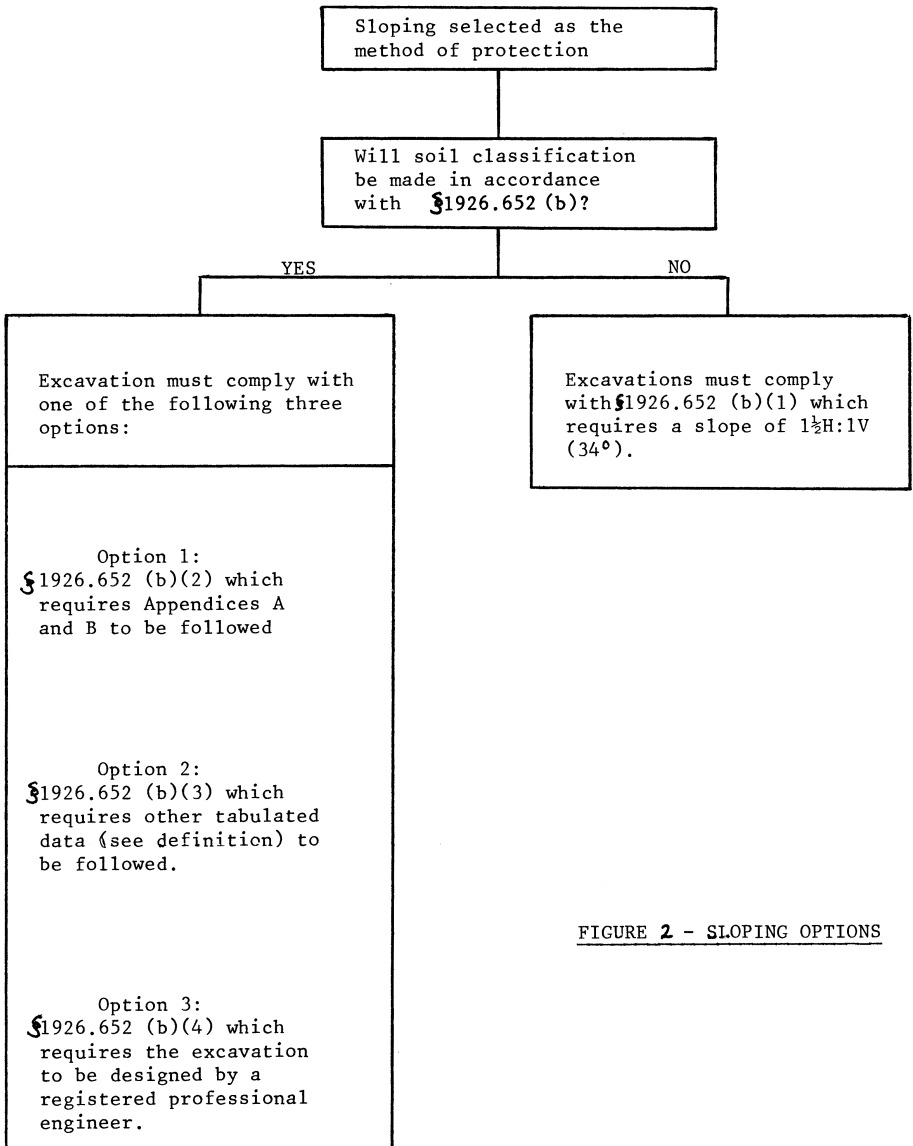 Sloping selected as the
method of protection
Will soil classification
be made in accordance
with §1926.652 (b)?
YES
NO
Excavation must comply with
one of the following three
options:
Excavations must comply
with§1926.652 (b)(1) which
requires a slope of 1½H:1V
(34°).
Option 1:
§1926.652 (b)(2) which
requires Appendices A
and B to be followed
Option 2:
§1926.652 (b)(3) which
requires other tabulated
data (see definition) to
be followed.
FIGURE 2 - SLOPING OPTIONS
Option 3:
§1926.652 (b)(4) which
requires the excavation
to be designed by a
registered professional
engineer.